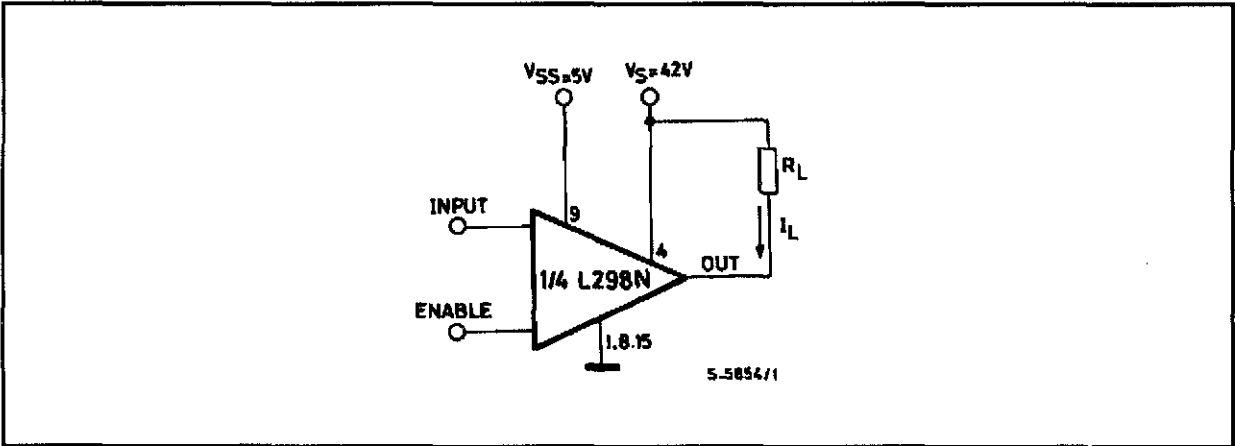 VSS=5V VS=42V
RL
INPUT
9
IL
4
OUT
1/4 L298N
ENABLE
1.8.15
S-5854/1